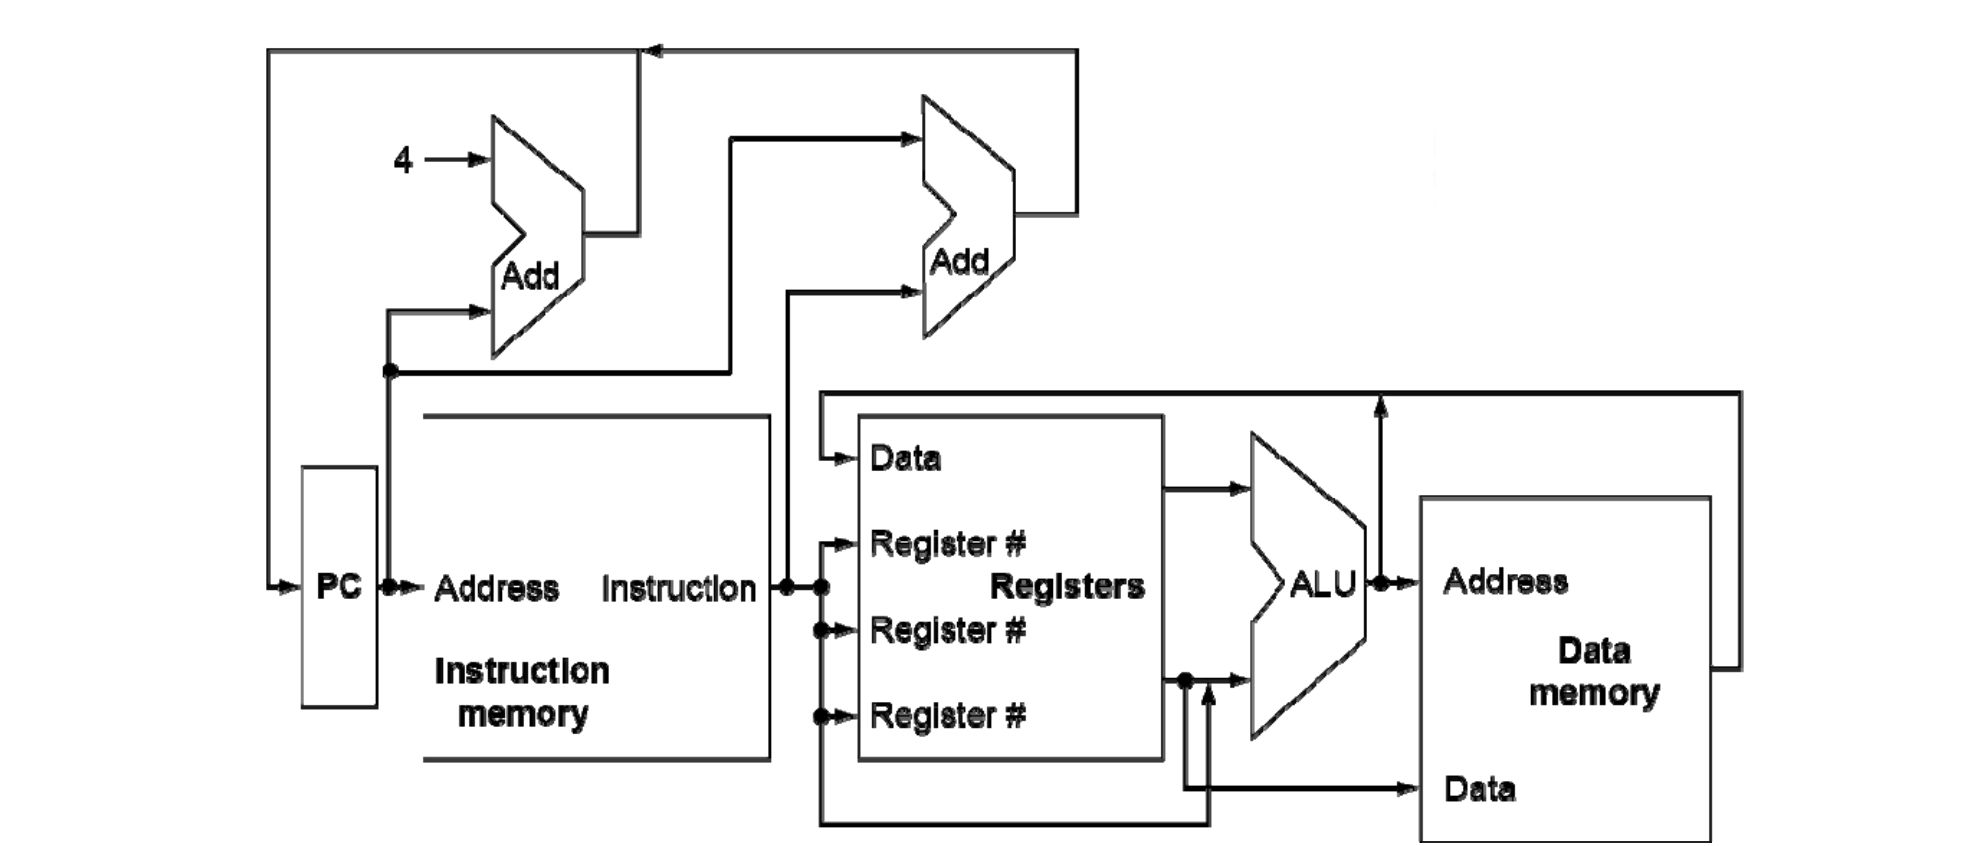 4
Add
Add
PC
Address
Instruction
Instruction
memory
Data
Register #
Registers
Register #
Register #
ALU
Address
Data
memory
Data